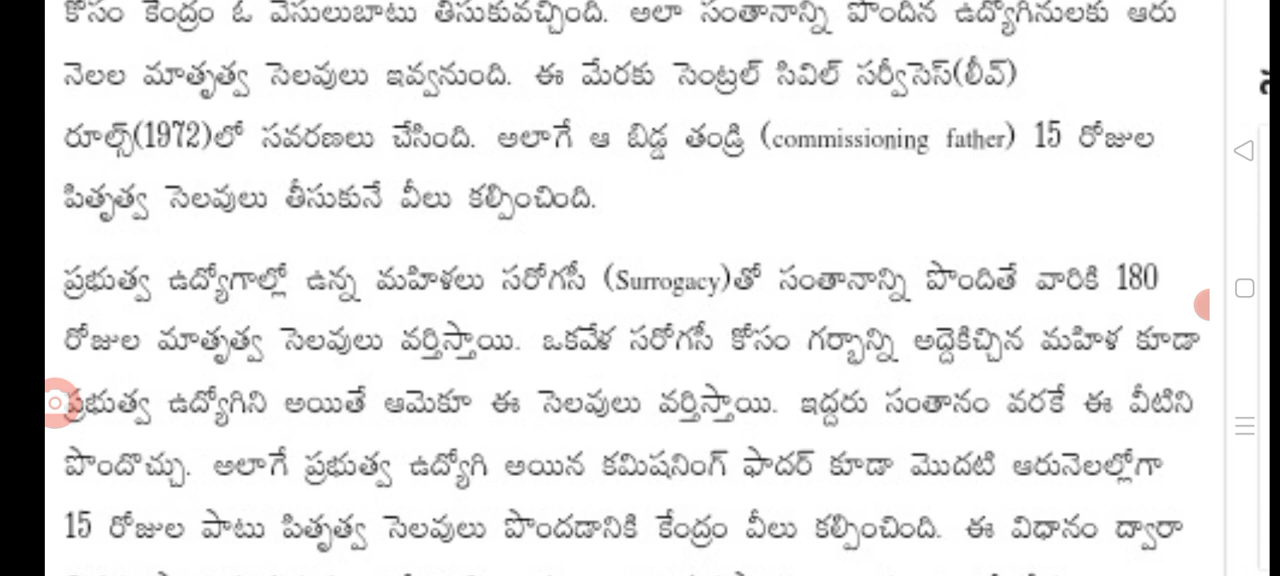 కోసం కేంద్రం ఓ వెసులుబాటు తీసుకువచ్చింది. అలా సంతానాన్ని పొందిన ఉద్యోగినులకు ఆరు
నెలల మాతృత్వ సెలవులు ఇవ్వనుంది. ఈ మేరకు సెంట్రల్ సివిల్ సర్వీసెస్(లీవ్)
రూల్స్(1972)లో సవరణలు చేసింది. అలాగే ఆ బిడ్డ తండ్రి (commissioning father) 15 రోజుల
పితృత్వ సెలవులు తీసుకునే వీలు కల్పించింది.
ప్రభుత్వ ఉద్యోగాల్లో ఉన్న మహిళలు సరోగసీ (Surrogacy)తో సంతానాన్ని పొందితే వారికి 180
రోజుల మాతృత్వ సెలవులు వర్తిస్తాయి. ఒకవేళ సరోగసీ కోసం గర్భాన్ని అద్దెకిచ్చిన మహిళ కూడా
ప్రభుత్వ ఉద్యోగిని అయితే ఆమెకూ ఈ సెలవులు వర్తిస్తాయి. ఇద్దరు సంతానం వరకే ఈ వీటిని
పొందొచ్చు. అలాగే ప్రభుత్వ ఉద్యోగి అయిన కమిషనింగ్ ఫాదర్ కూడా మొదటి ఆరునెలల్లోగా
15 రోజుల పాటు పితృత్వ సెలవులు పొందడానికి కేంద్రం వీలు కల్పించింది. ఈ విధానం ద్వారా